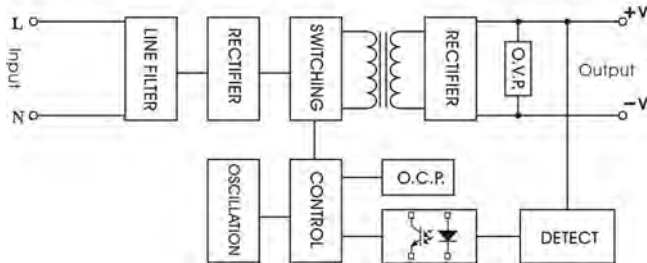 L
Input
N
LINE FILTER
RECTIFIER
SWITCHING
RECTIFIER
O.V.P.
+V
Output
-V
OSCILLATION
CONTROL
O.C.P.
DETECT